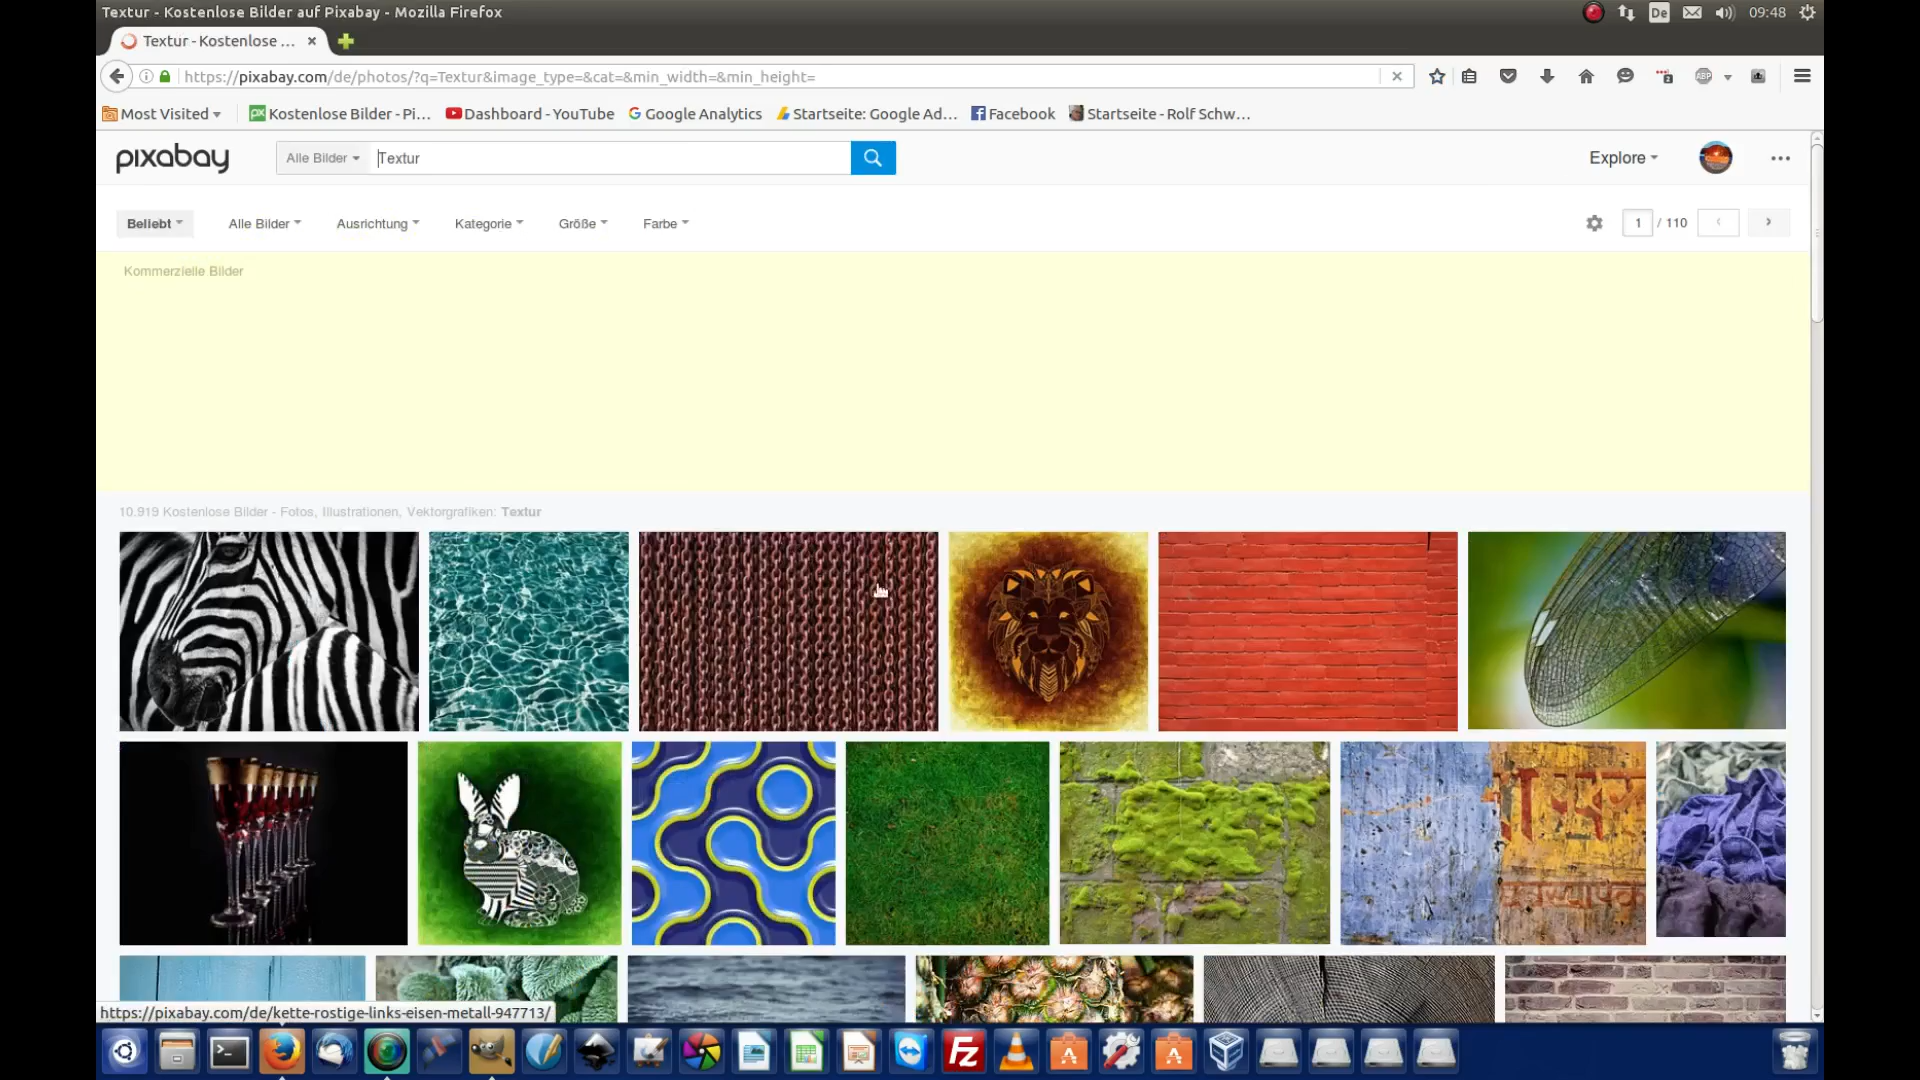 Textur - Kostenlose Bilder auf Pixabay - Mozilla Firefox
De
09:48
Textur - Kostenlose ...
https://pixabay.com/de/photos/?q=Textur&image_type=&cat=&min_width=&min_height=
ABP
Most Visited
Kostenlose Bilder - Pi...
Dashboard - YouTube
Google Analytics
Startseite: Google Ad...
Facebook
Startseite - Rolf Schw...
pixabay
Alle Bilder
Textur
Explore
Beliebt
Alle Bilder
Ausrichtung
Kategorie
Größe
Farbe
1 / 110
Kommerzielle Bilder
10.919 Kostenlose Bilder - Fotos, Illustrationen, Vektorgrafiken: Textur
https://pixabay.com/de/kette-rostige-links-eisen-metall-947713/
FZ